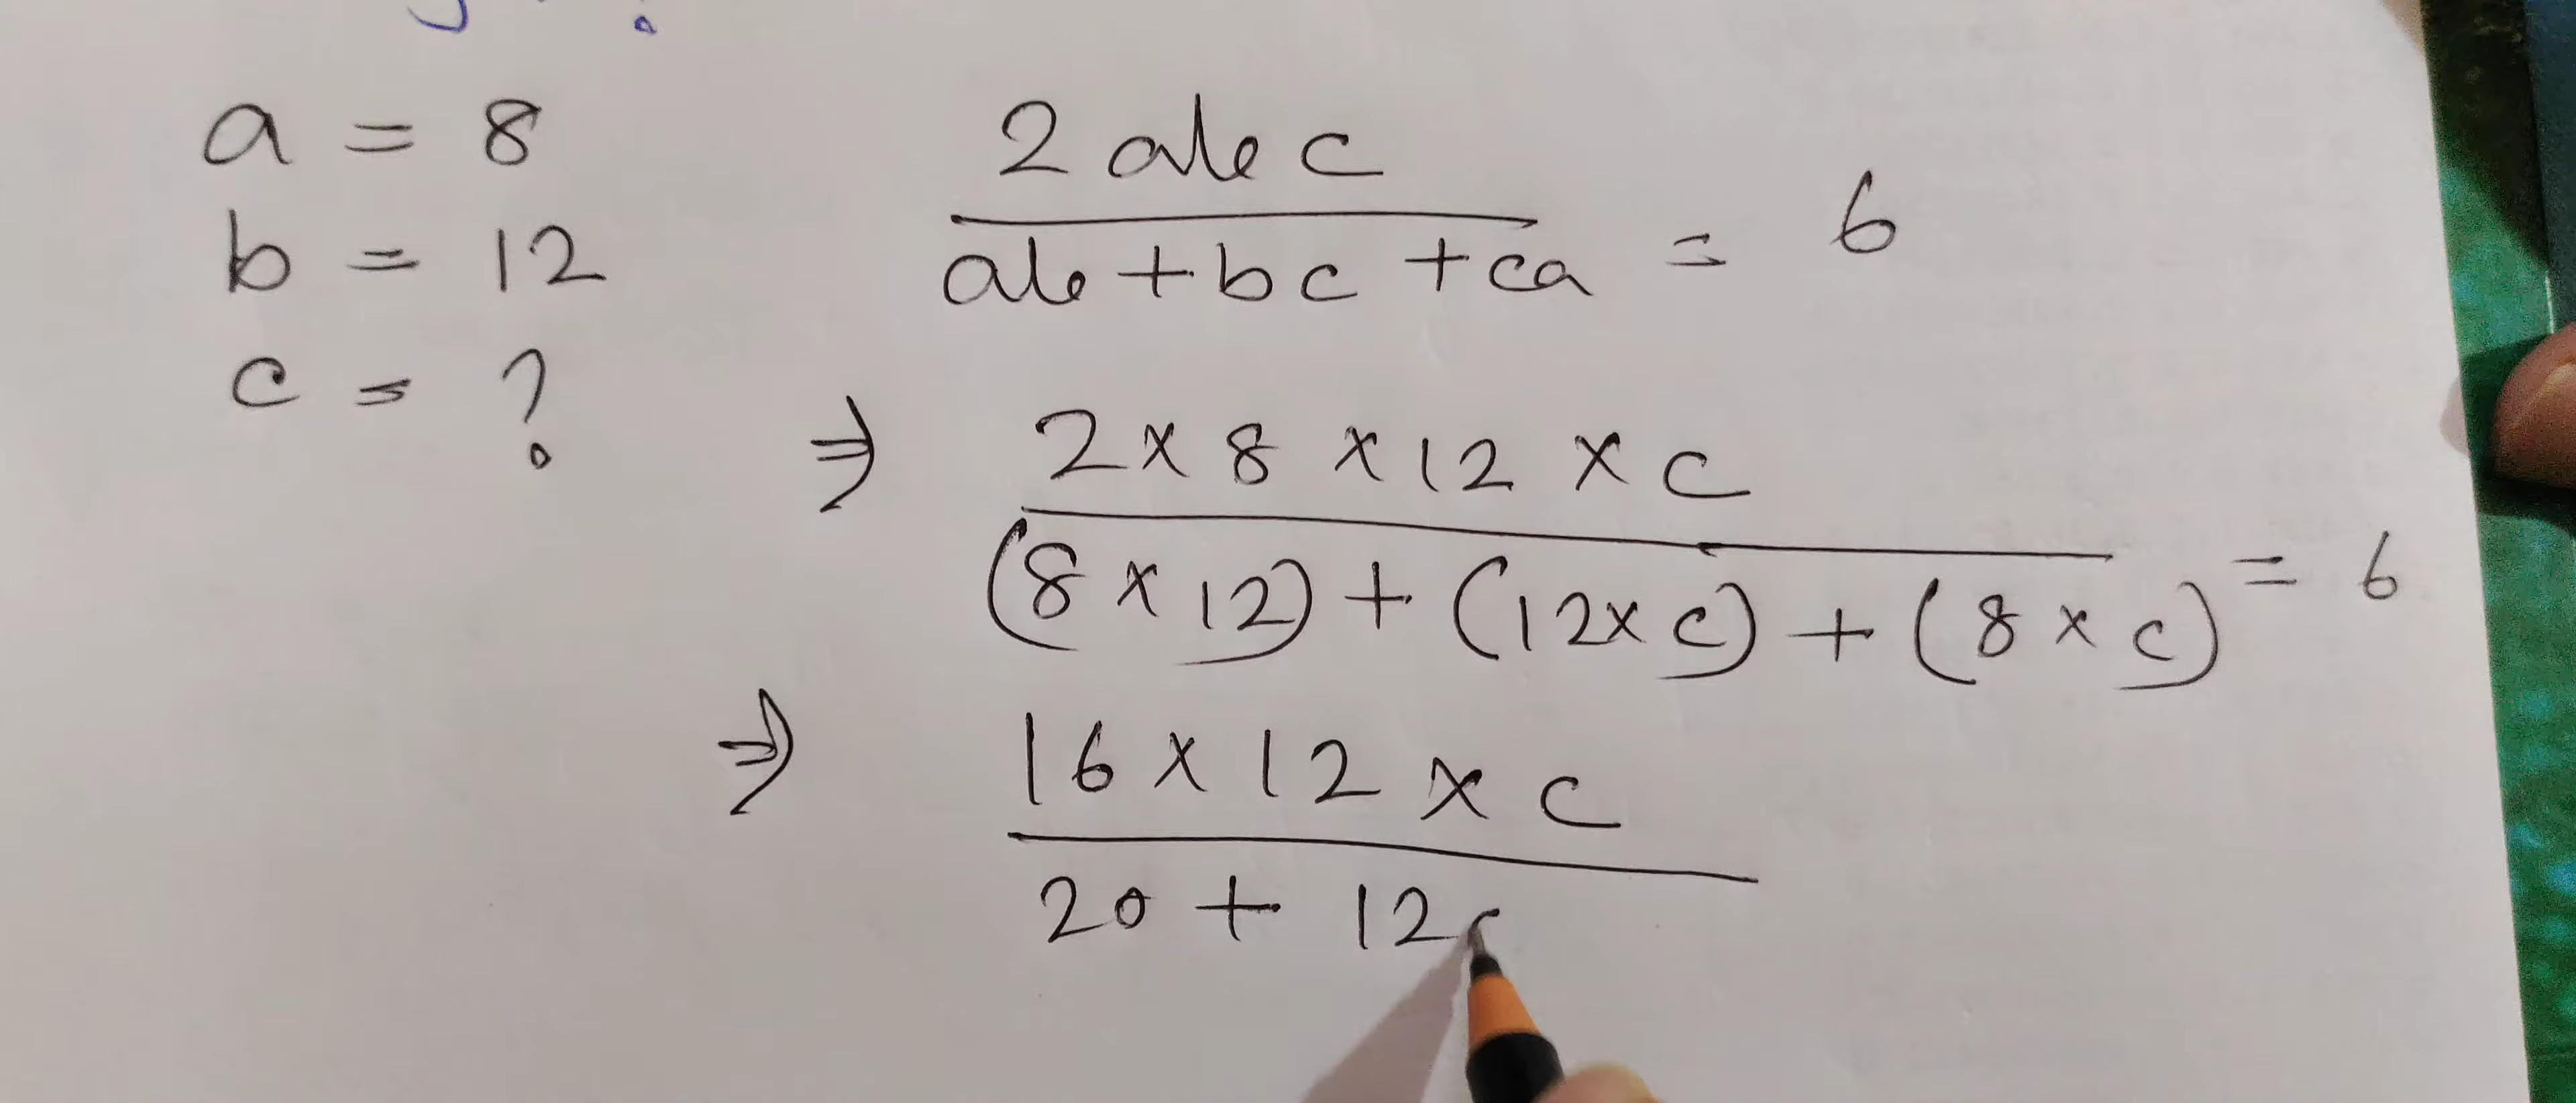 a = 8
b = 12
c = ?
2abc
ab + bc + ca = 6
⇒ 2 × 8 × 12 × c
(8 × 12) + (12 × c) + (8 × c) = 6
⇒ 16 × 12 × c
20 + 12c